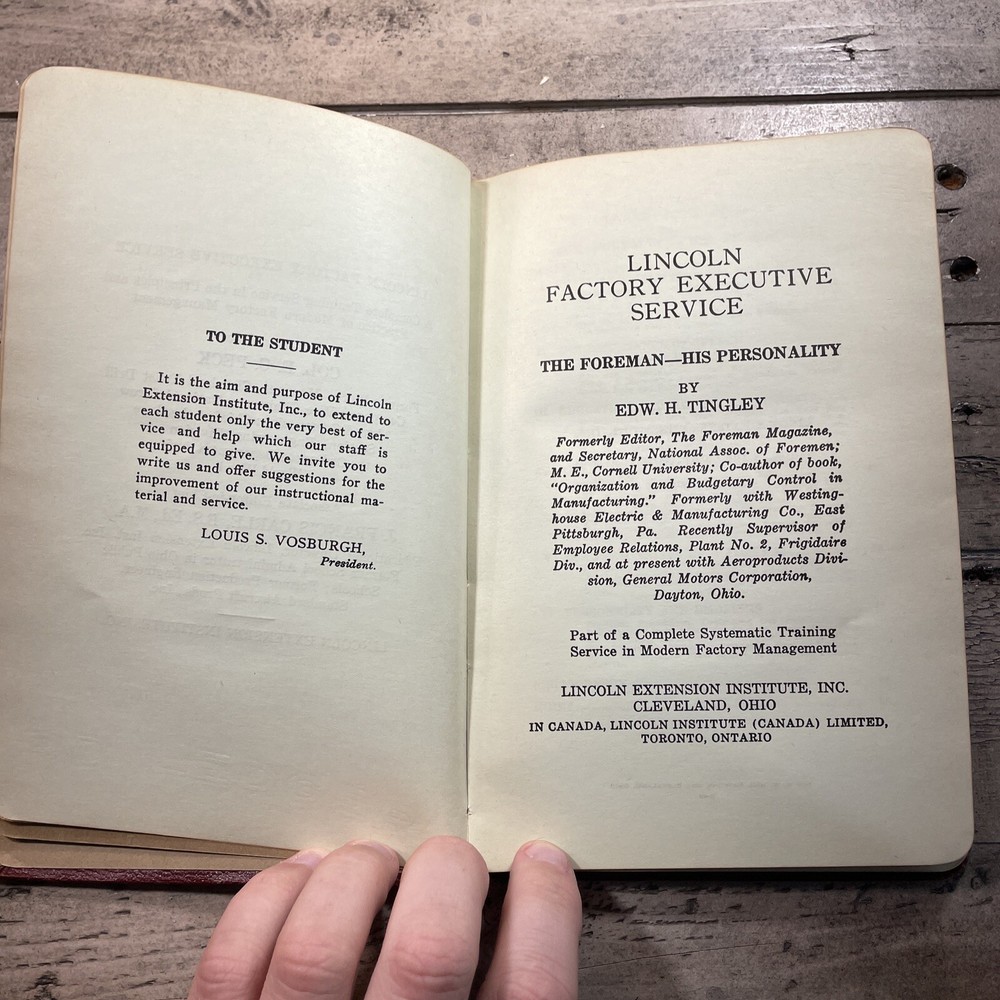 TO THE STUDENT
It is the aim and purpose of Lincoln
Extension Institute, Inc., to extend to
each student only the very best of ser-
vice and help which our staff is
equipped to give. We invite you to
write us and offer suggestions for the
improvement of our instructional ma-
terial and service.
LOUIS S. VOSBURGH,
President.
LINCOLN
FACTORY EXECUTIVE
SERVICE
THE FOREMAN—HIS PERSONALITY
BY
EDW. H. TINGLEY
Formerly Editor, The Foreman Magazine,
and Secretary, National Assoc. of Foremen;
M. E., Cornell University; Co-author of book,
"Organization and Budgetary Control in
Manufacturing." Formerly with Westing-
house Electric & Manufacturing Co., East
Pittsburgh, Pa. Recently Supervisor of
Employee Relations, Plant No. 2, Frigidaire
Div., and at present with Aeroproducts Divi-
sion, General Motors Corporation,
Dayton, Ohio.
Part of a Complete Systematic Training
Service in Modern Factory Management
LINCOLN EXTENSION INSTITUTE, INC.
CLEVELAND, OHIO
IN CANADA, LINCOLN INSTITUTE (CANADA) LIMITED,
TORONTO, ONTARIO